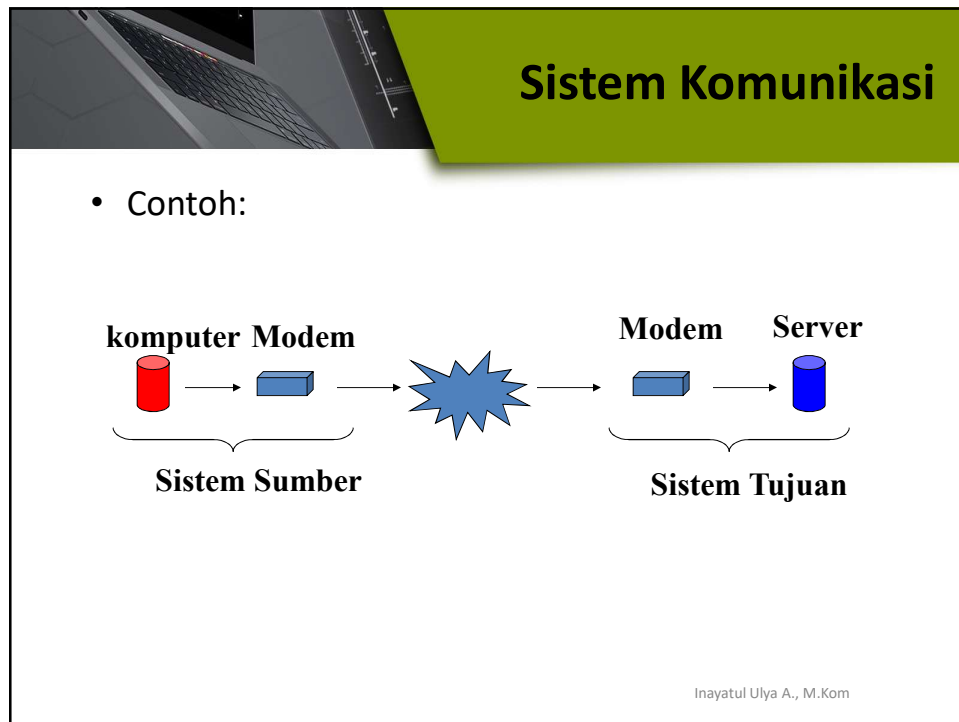 Sistem Komunikasi
• Contoh:
komputer Modem
Modem Server
Sistem Sumber
Sistem Tujuan
Inayatul Ulya A., M.Kom